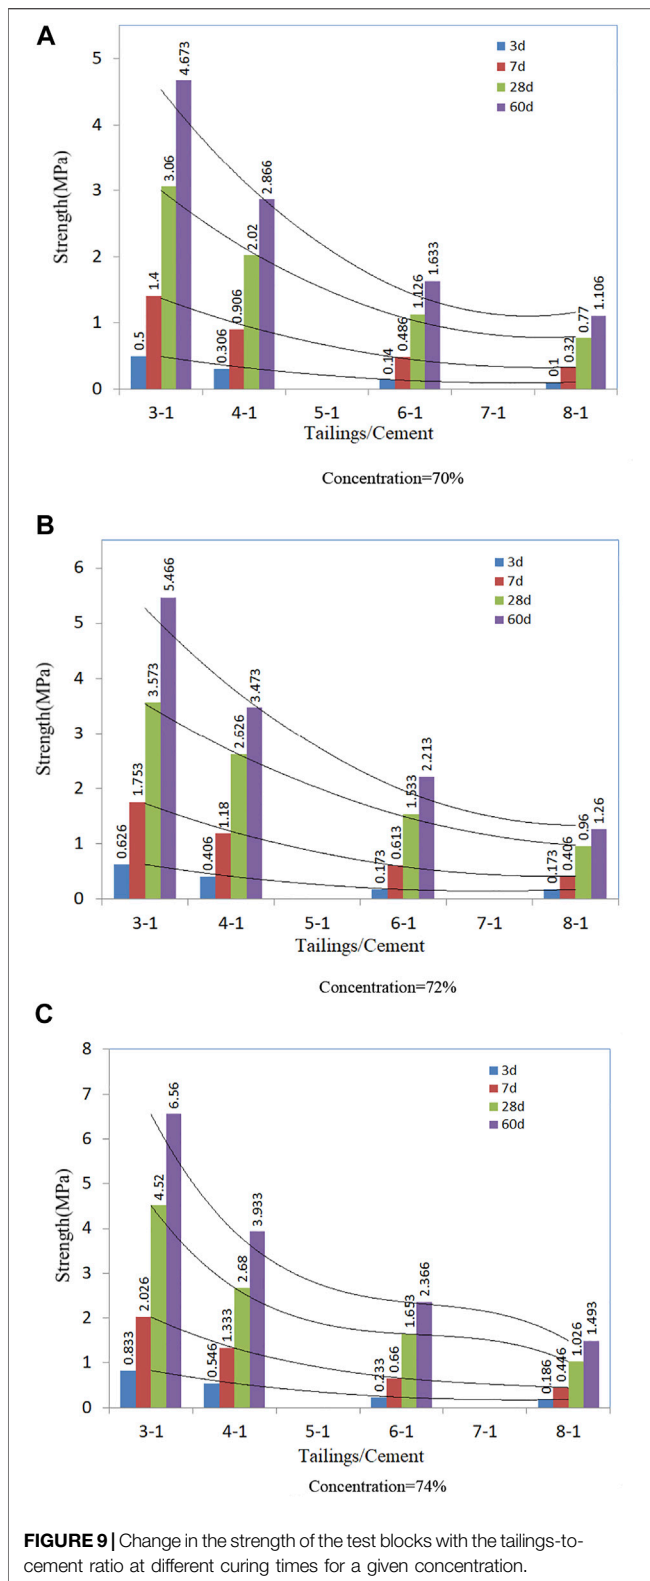 A
3d
7d
28d
60d
5
4
3
2
1
0
Strength(MPa)
0.5
1.4
3.06
4.673
0.306
0.906
2.02
2.866
0.14
0.486
1.126
1.633
0.1
0.32
0.77
1.106
3-1 4-1 5-1 6-1 7-1 8-1
Tailings/Cement
Concentration=70%
B
3d
7d
28d
60d
6
5
4
3
2
1
0
Strength(MPa)
0.626
1.753
3.573
5.466
0.406
1.18
2.626
3.473
0.173
0.613
1.533
2.213
0.173
0.406
0.96
1.26
3-1 4-1 5-1 6-1 7-1 8-1
Tailings/Cement
Concentration=72%
C
3d
7d
28d
60d
8
7
6
5
4
3
2
1
0
Strength(MPa)
0.833
2.026
4.52
6.56
0.546
1.333
2.68
3.933
0.233
0.66
1.653
2.366
0.186
0.446
1.026
1.493
3-1 4-1 5-1 6-1 7-1 8-1
Tailings/Cement
Concentration=74%
FIGURE 9 | Change in the strength of the test blocks with the tailings-to-
cement ratio at different curing times for a given concentration.